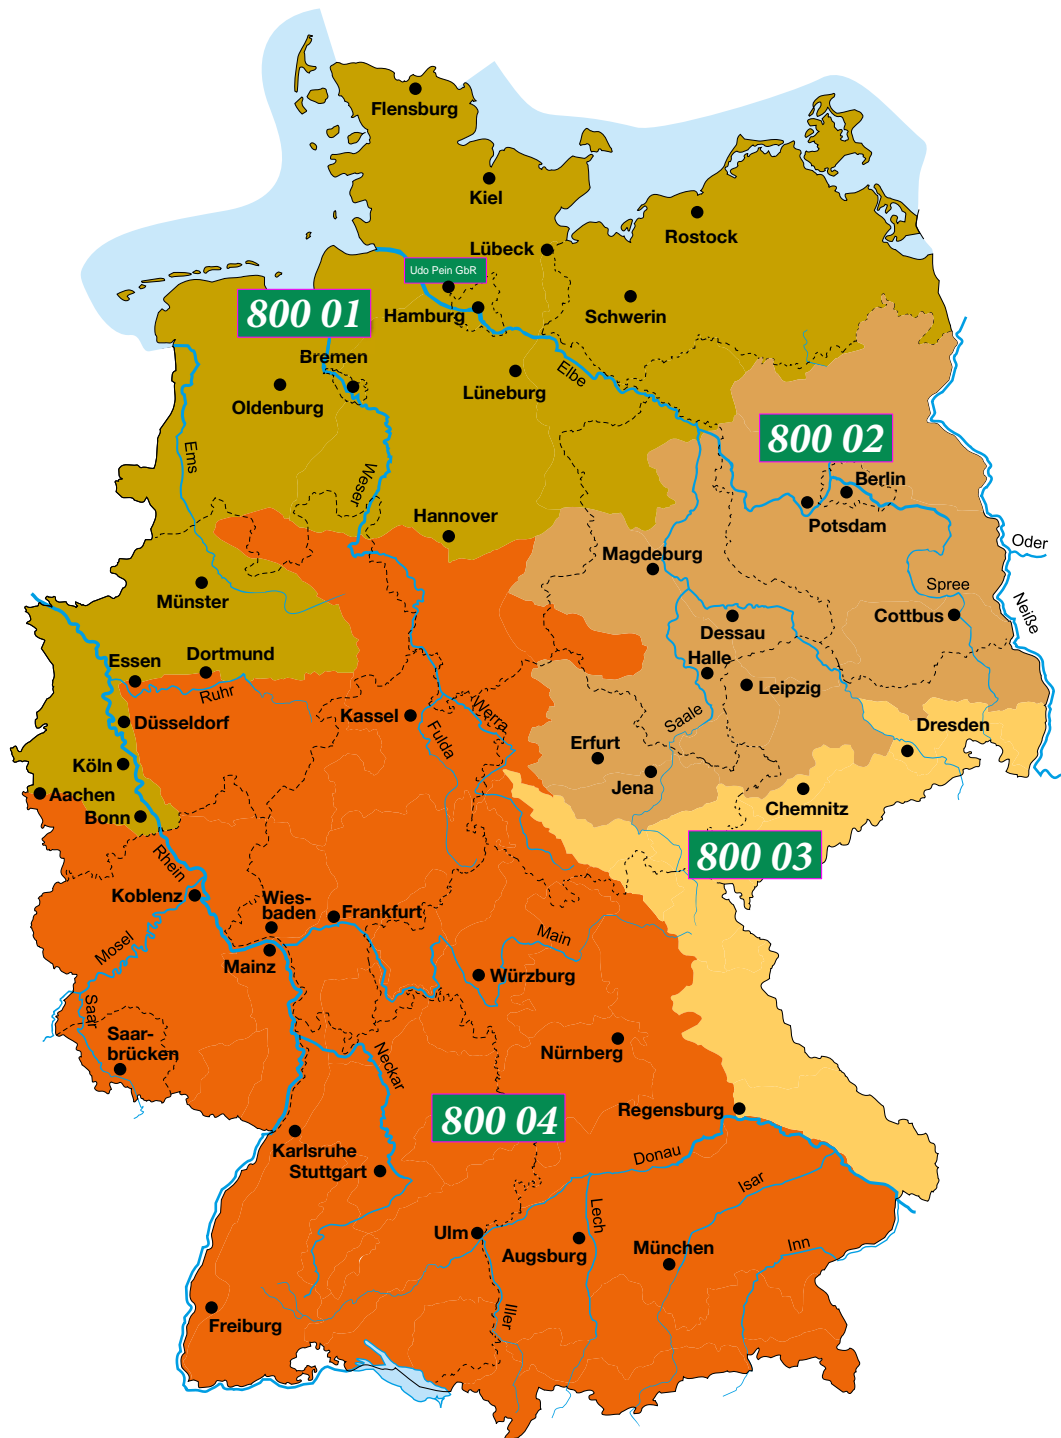 Flensburg
Kiel
Rostock
Lübeck
Udo Pein GbR
800 01
Hamburg
Schwerin
Bremen
Elbe
Lüneburg
Oldenburg
800 02
Ems
Weser
Berlin
Hannover
Potsdam
Oder
Magdeburg
Spree
Münster
Neiße
Cottbus
Dessau
Dortmund
Essen
Halle
Ruhr
Leipzig
Kassel
Werra
Saale
Düsseldorf
Fulda
Dresden
Erfurt
Köln
Jena
Aachen
Chemnitz
Bonn
800 03
Rhein
Koblenz
Wies-
baden
Frankfurt
Mosel
Main
Mainz
Würzburg
Saar
Saar-
brücken
Nürnberg
Neckar
800 04
Regensburg
Karlsruhe
Stuttgart
Donau
Isar
Lech
Ulm
Augsburg
München
Inn
Iller
Freiburg